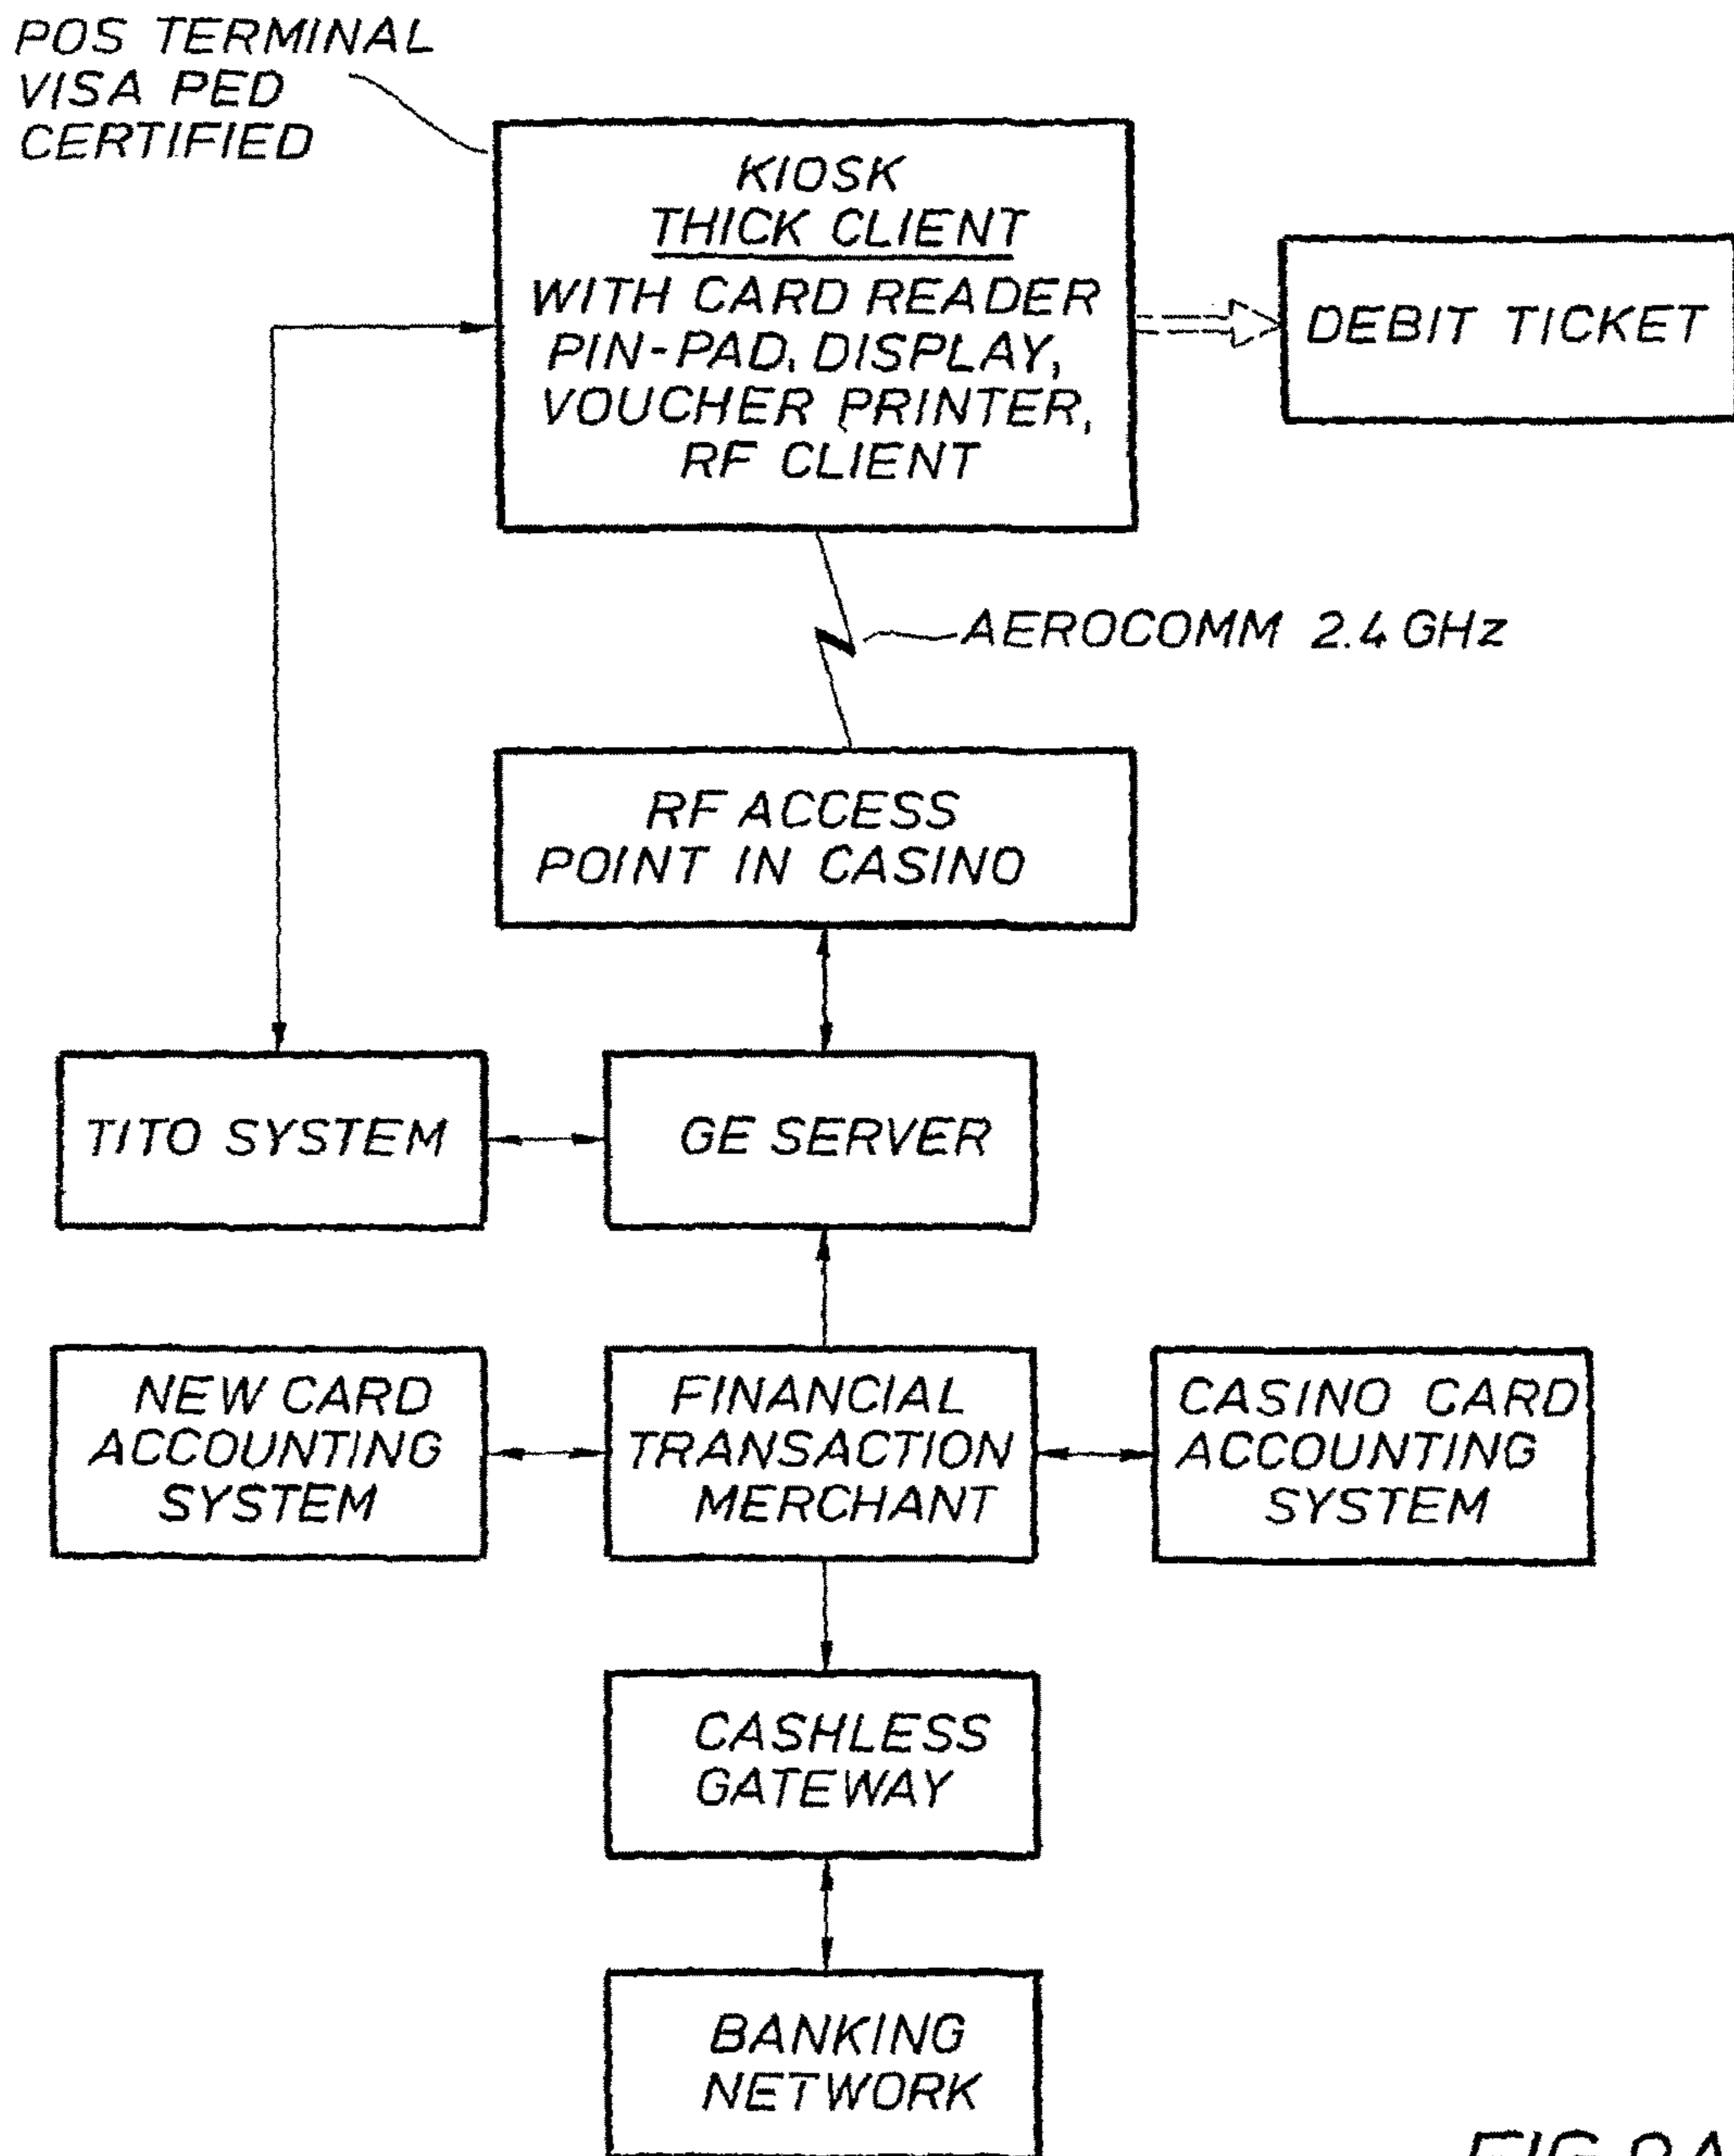 POS TERMINAL
VISA PED
CERTIFIED
KIOSK
THICK CLIENT
WITH CARD READER
PIN-PAD, DISPLAY,
VOUCHER PRINTER,
RF CLIENT
DEBIT TICKET
AEROCOMM 2.4 GHz
RF ACCESS
POINT IN CASINO
TITO SYSTEM
GE SERVER
NEW CARD
ACCOUNTING
SYSTEM
FINANCIAL
TRANSACTION
MERCHANT
CASINO CARD
ACCOUNTING
SYSTEM
CASHLESS
GATEWAY
BANKING
NETWORK